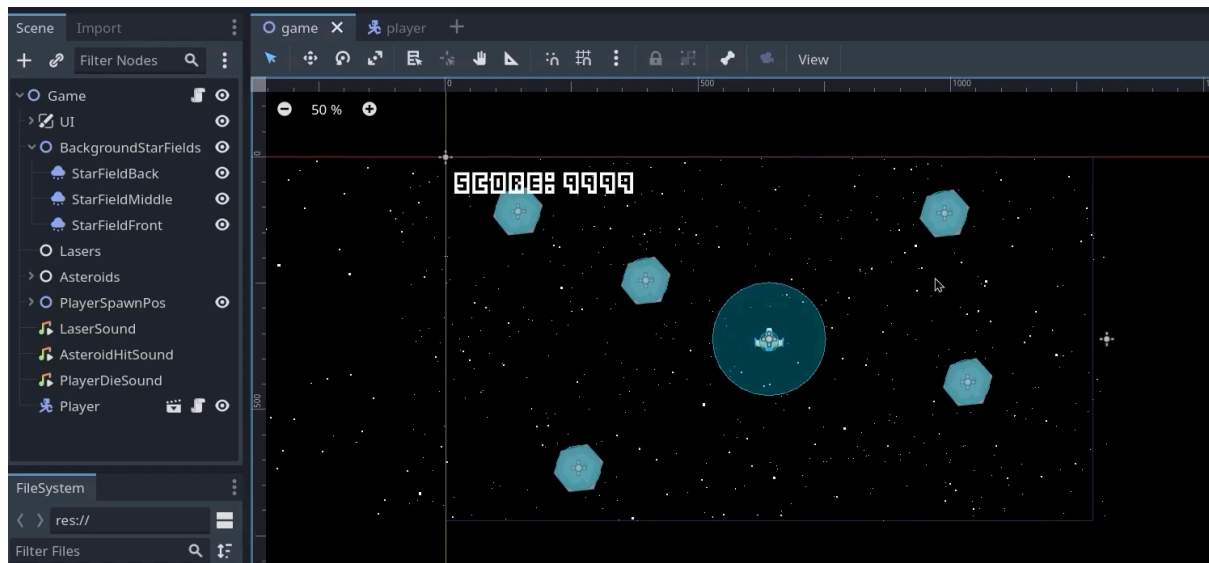 Scene Import
game player
Filter Nodes
View
0 500 1000
50 %
0
500
SCORE: 9999
Game
UI
BackgroundStarFields
StarFieldBack
StarFieldMiddle
StarFieldFront
Lasers
Asteroids
PlayerSpawnPos
LaserSound
AsteroidHitSound
PlayerDieSound
Player
FileSystem
res://
Filter Files